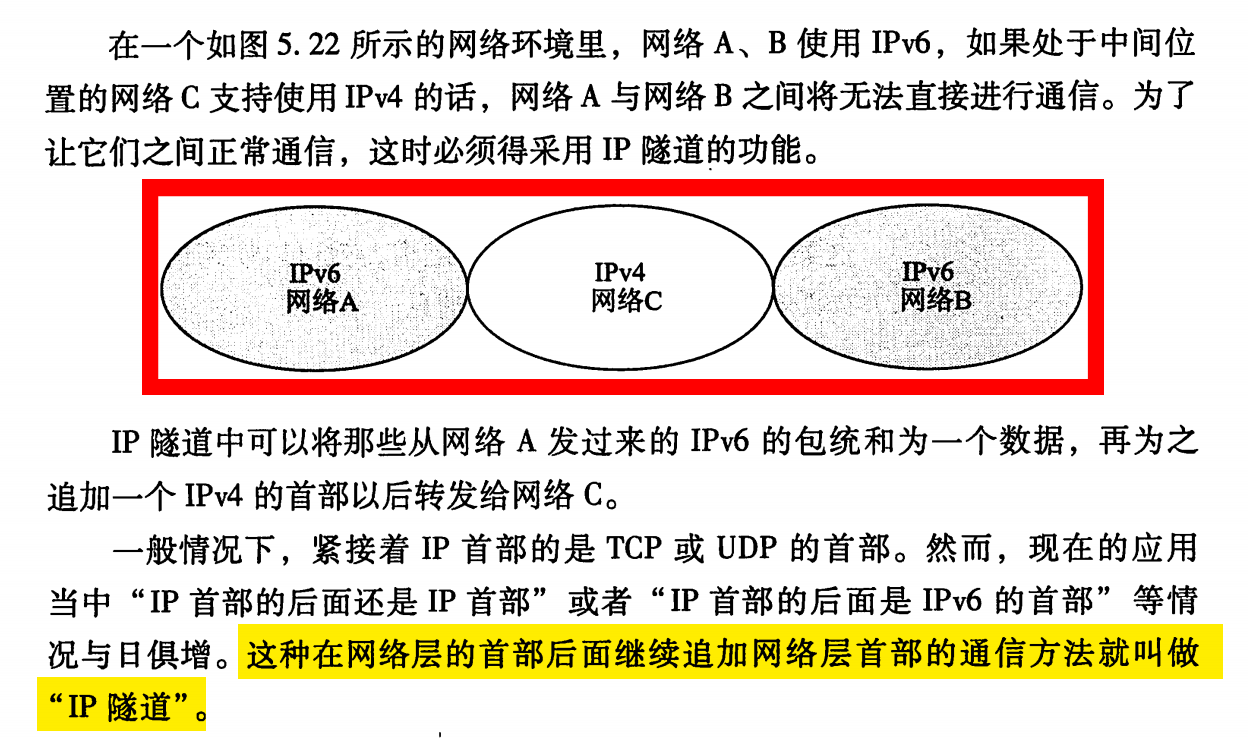 在一个如图 5.22 所示的网络环境里，网络 A、B 使用 IPv6，如果处于中间位
置的网络 C 支持使用 IPv4 的话，网络 A 与网络 B 之间将无法直接进行通信。为了
让它们之间正常通信，这时必须得采用 IP 隧道的功能。
IPv6
网络A
IPv4
网络C
IPv6
网络B
IP 隧道中可以将那些从网络 A 发过来的 IPv6 的包统和为一个数据，再为之
追加一个 IPv4 的首部以后转发给网络 C。
一般情况下，紧接着 IP 首部的是 TCP 或 UDP 的首部。然而，现在的应用
当中“IP 首部的后面还是 IP 首部”或者“IP 首部的后面是 IPv6 的首部”等情
况与日俱增。这种在网络层的首部后面继续追加网络层首部的通信方法就叫做
“IP 隧道”。